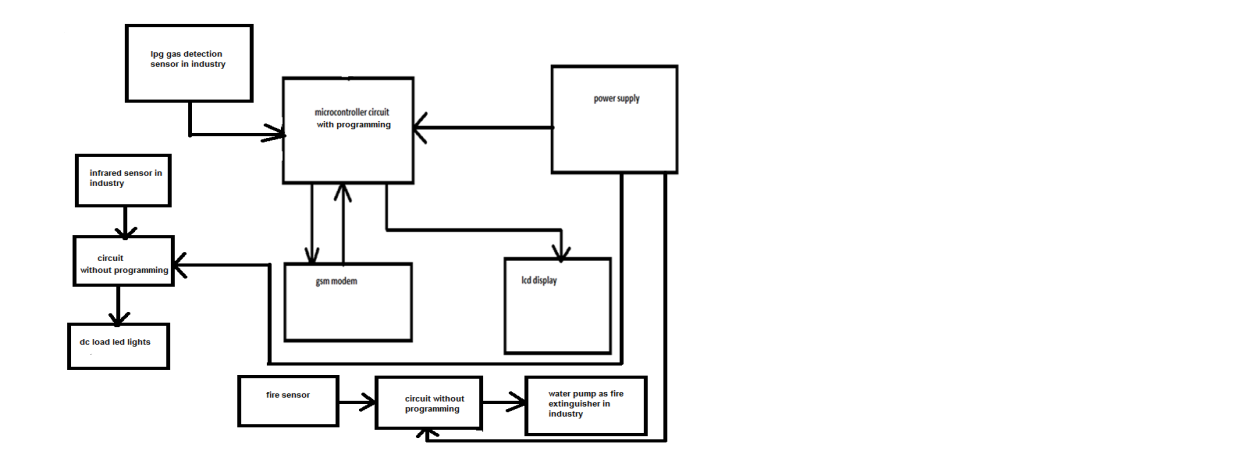 lpg gas detection
sensor in industry
microcontroller circuit
with programming
power supply
infrared sensor in
industry
circuit
without programming
gsm modem
lcd display
dc load led lights
fire sensor
circuit without
programming
water pump as fire
extinguisher in
industry